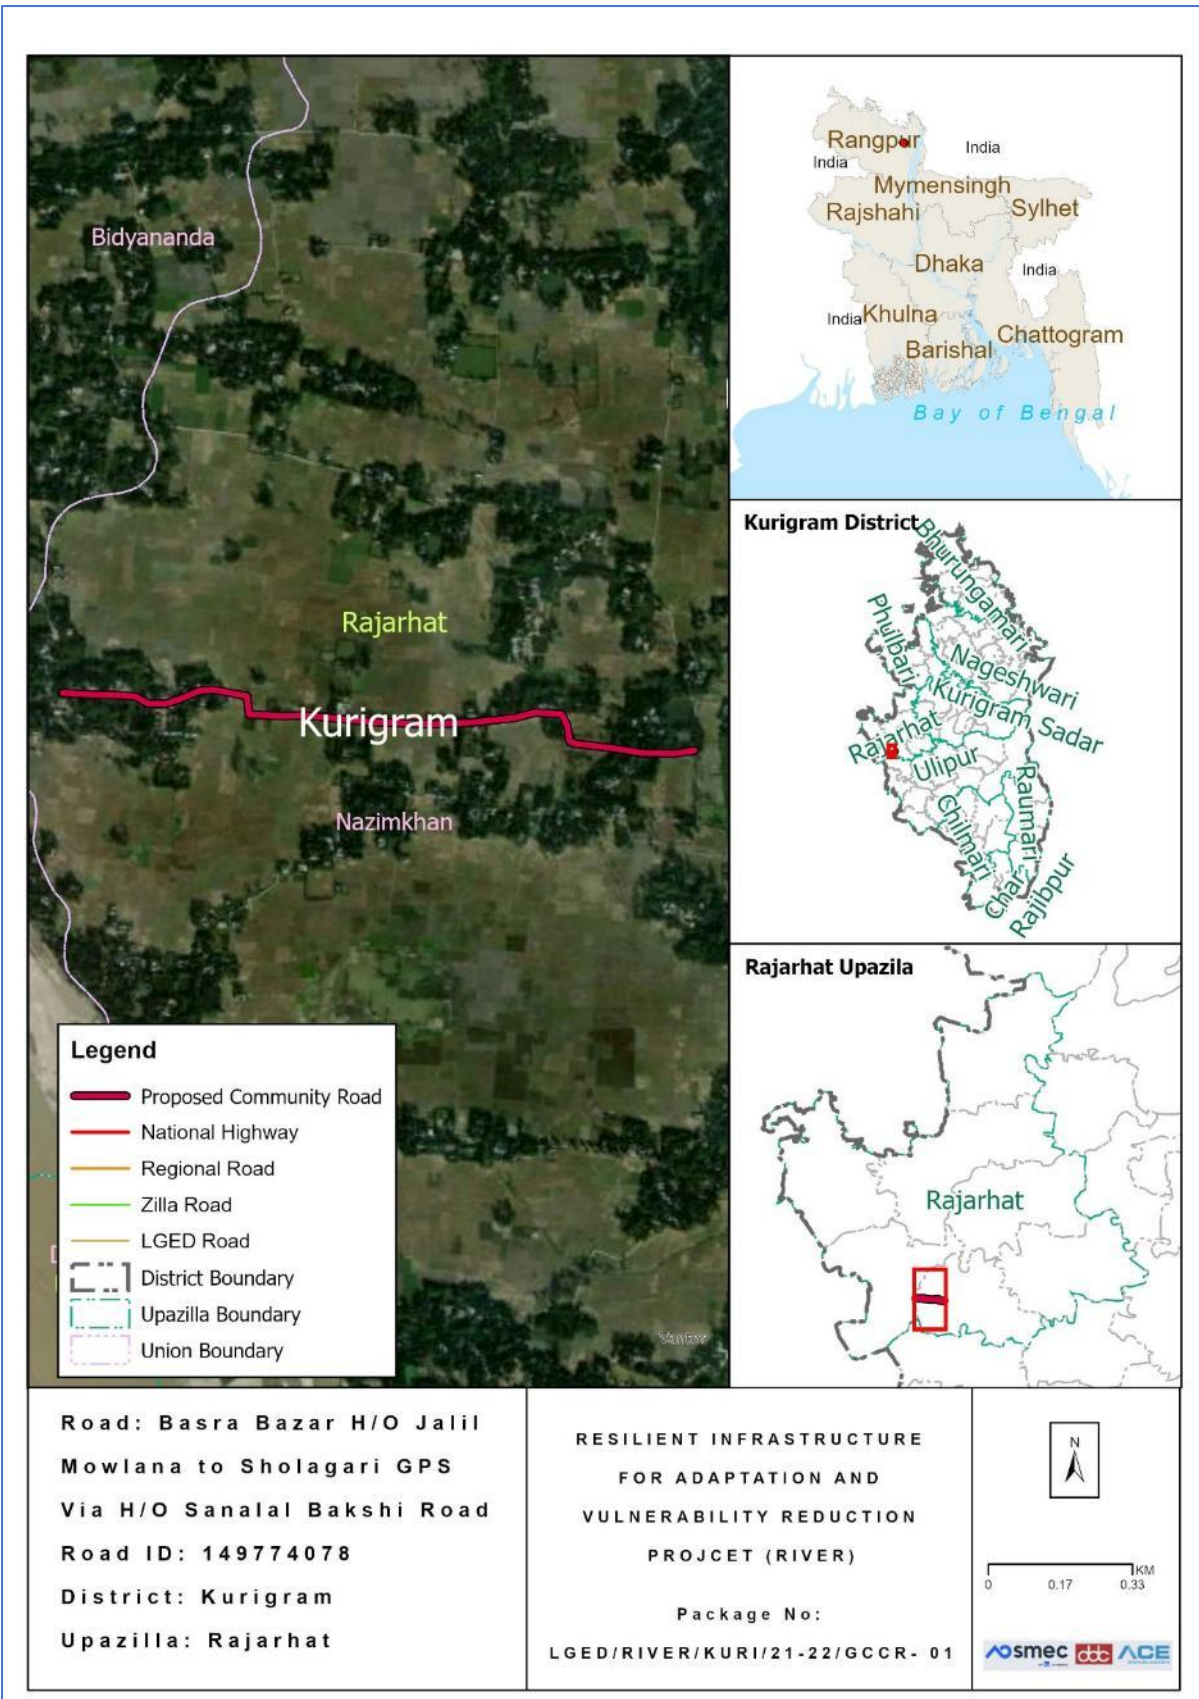 Bidyananda
Rajarhat
Kurigram
Nazimkhan
Legend
Proposed Community Road
National Highway
Regional Road
Zilla Road
LGED Road
District Boundary
Upazilla Boundary
Union Boundary
Vantor
Rangpur
India
India
Mymensingh
Rajshahi
Sylhet
Dhaka
India
India
Khulna
Chattogram
Barishal
Bay of Bengal
Kurigram District
Bhurungamari
Phulbari
Nageshwari
Kurigram Sadar
Rajarhat
Ulipur
Raumari
Chilmari
Char
Rajibpur
Rajarhat Upazila
Rajarhat
Road: Basra Bazar H/O Jalil
Mowlana to Sholagari GPS
Via H/O Sanalal Bakshi Road
Road ID: 149774078
District: Kurigram
Upazilla: Rajarhat
RESILIENT INFRASTRUCTURE
FOR ADAPTATION AND
VULNERABILITY REDUCTION
PROJCET (RIVER)
Package No:
LGED/RIVER/KURI/21-22/GCCR- 01
N
KM
0 0.17 0.33
smec
ACE